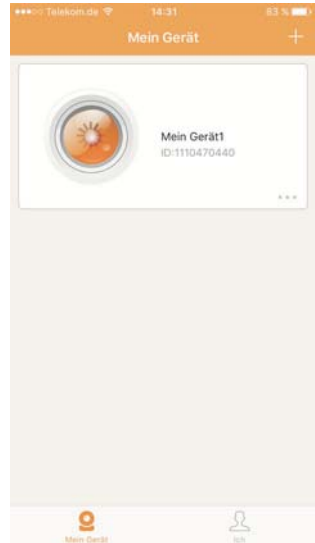 Telekom.de 14:31 83 %
Mein Gerät
Mein Gerät1
ID:1110470440
Mein Gerät Ich